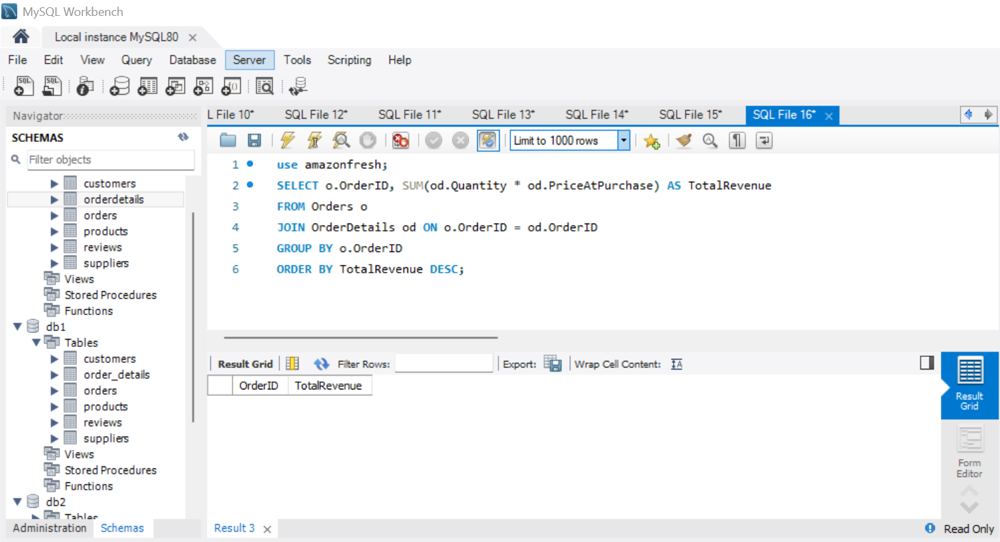 MySQL Workbench
Local instance MySQL80
File Edit View Query Database Server Tools Scripting Help
Navigator
SCHEMAS
Filter objects
customers
orderdetails
orders
products
reviews
suppliers
Views
Stored Procedures
Functions
db1
Tables
customers
order_details
orders
products
reviews
suppliers
Views
Stored Procedures
Functions
db2
Tables
Administration Schemas
L File 10* SQL File 12* SQL File 11* SQL File 13* SQL File 14* SQL File 15* SQL File 16*
Limit to 1000 rows
1 use amazonfresh;
2 SELECT o.OrderID, SUM(od.Quantity * od.PriceAtPurchase) AS TotalRevenue
3 FROM Orders o
4 JOIN OrderDetails od ON o.OrderID = od.OrderID
5 GROUP BY o.OrderID
6 ORDER BY TotalRevenue DESC;
Result Grid Filter Rows: Export: Wrap Cell Content:
OrderID TotalRevenue
Result
Grid
Form
Editor
Result 3
Read Only